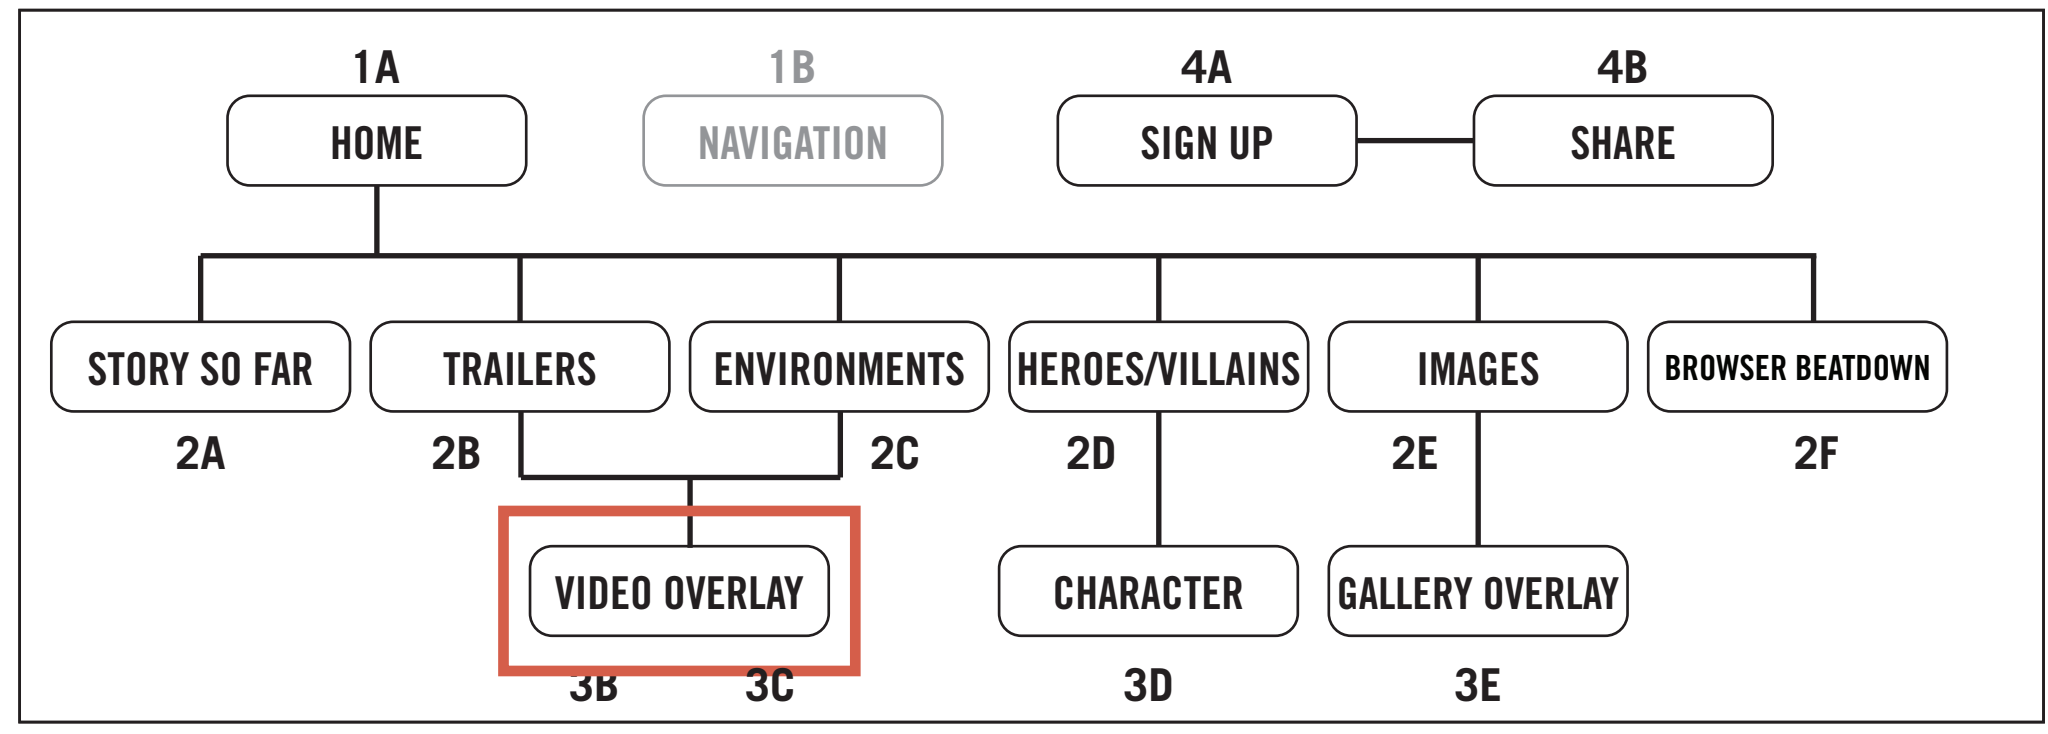 1A 1B 4A 4B
HOME NAVIGATION SIGN UP SHARE
STORY SO FAR TRAILERS ENVIRONMENTS HEROES/VILLAINS IMAGES BROWSER BEATDOWN
2A 2B 2C 2D 2E 2F
VIDEO OVERLAY CHARACTER GALLERY OVERLAY
3B 3C 3D 3E